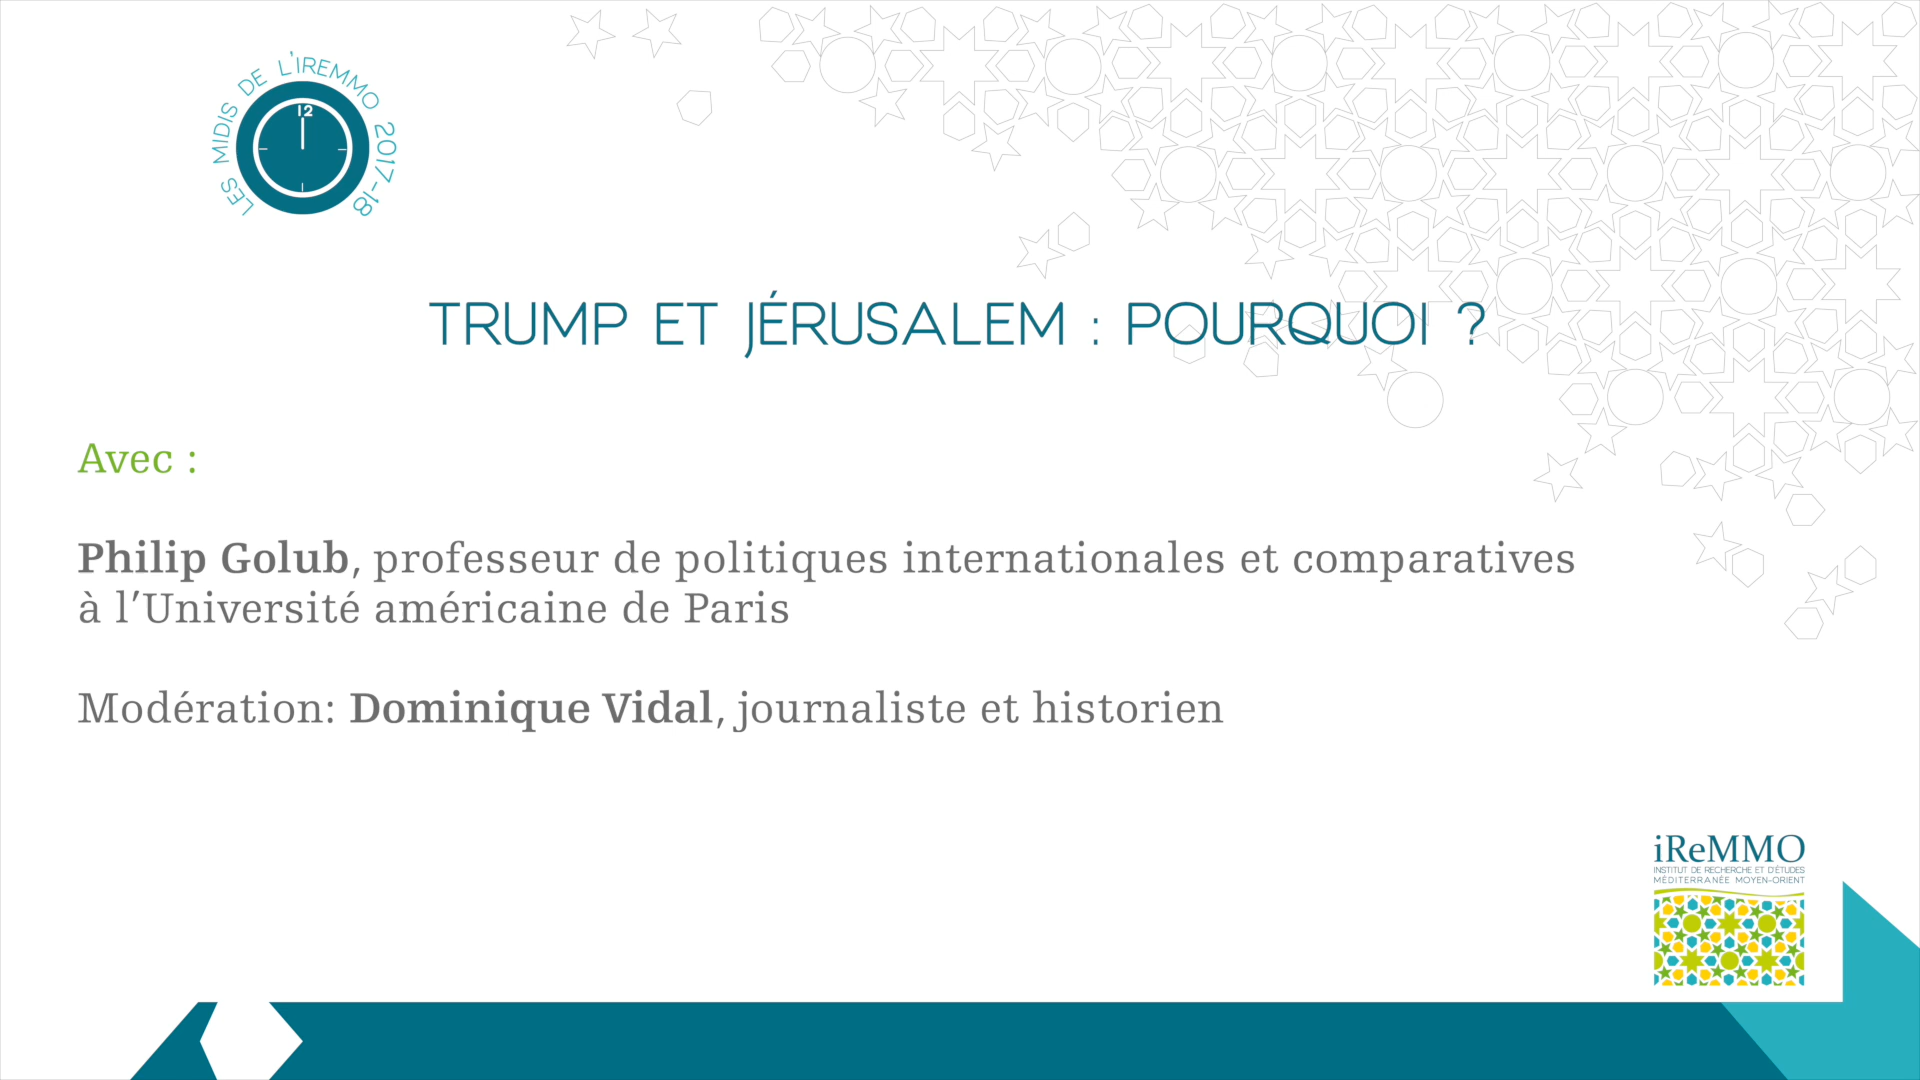 LES MIDIS DE L'IREMMO 2017-18
12
TRUMP ET JÉRUSALEM : POURQUOI ?
Avec :
Philip Golub, professeur de politiques internationales et comparatives
à l’Université américaine de Paris
Modération: Dominique Vidal, journaliste et historien
iReMMO
INSTITUT DE RECHERCHE ET D'ÉTUDES
MÉDITERRANÉE MOYEN-ORIENT